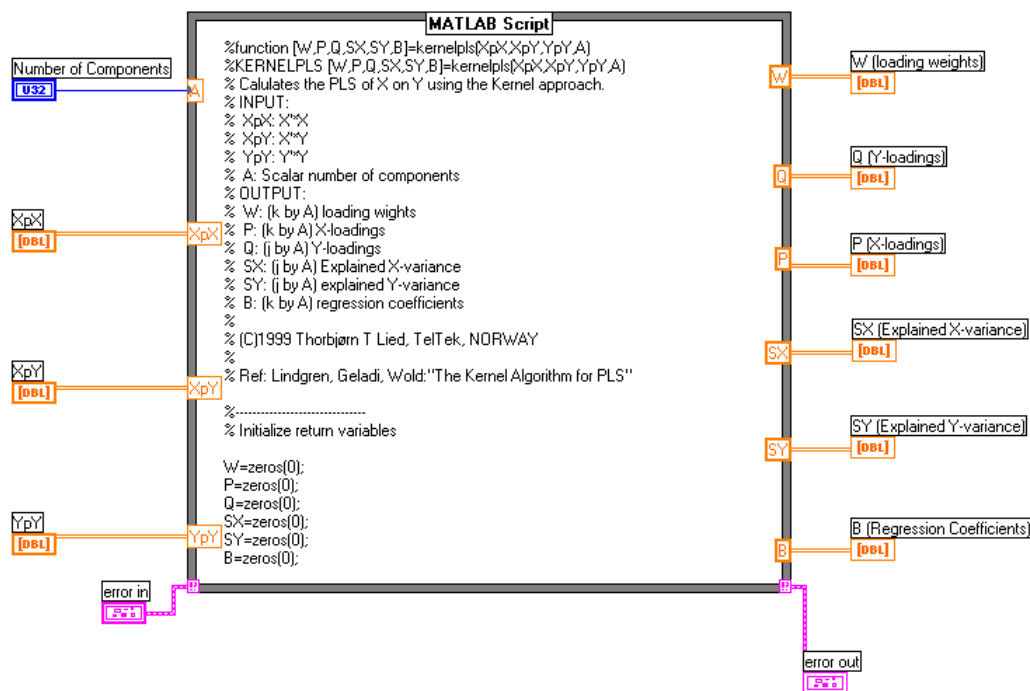 MATLAB Script
%function [W,P,Q,SX,SY,B]=kernelpls(XpX,XpY,YpY,A)
%KERNELPLS [W,P,Q,SX,SY,B]=kernelpls(XpX,XpY,YpY,A)
% Calulates the PLS of X on Y using the Kernel approach.
% INPUT:
% XpX: X'*X
% XpY: X'*Y
% YpY: Y'*Y
% A: Scalar number of components
% OUTPUT:
% W: (k by A) loading wights
% P: (k by A) X-loadings
% Q: (j by A) Y-loadings
% SX: (j by A) Explained X-variance
% SY: (j by A) explained Y-variance
% B: (k by A) regression coefficients
%
% (C)1999 Thorbjørn T Lied, TelTek, NORWAY
%
% Ref: Lindgren, Geladi, Wold:"The Kernel Algorithm for PLS"
%------------------------------
% Initialize return variables
W=zeros(0);
P=zeros(0);
Q=zeros(0);
SX=zeros(0);
SY=zeros(0);
B=zeros(0);
Number of Components
U32
A
XpX
[DBL]
XpX
XpY
[DBL]
XpY
YpY
[DBL]
YpY
error in
W
W (loading weights)
[DBL]
Q
Q (Y-loadings)
[DBL]
P
P (X-loadings)
[DBL]
SX
SX (Explained X-variance)
[DBL]
SY
SY (Explained Y-variance)
[DBL]
B
B (Regression Coefficients)
[DBL]
error out